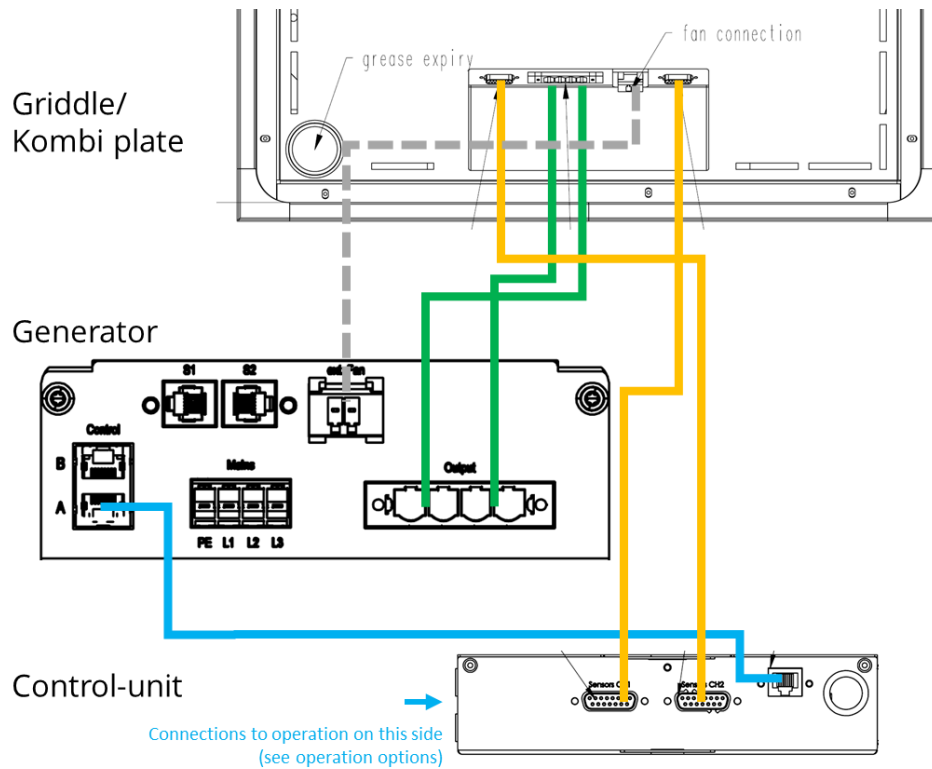 grease expiry
fan connection
Griddle/
Kombi plate
Generator
S1
S2
Control
B
A
Mains
Output
PE L1 L2 L3
Control-unit
Sensors
Sensors CH2
Connections to operation on this side
(see operation options)